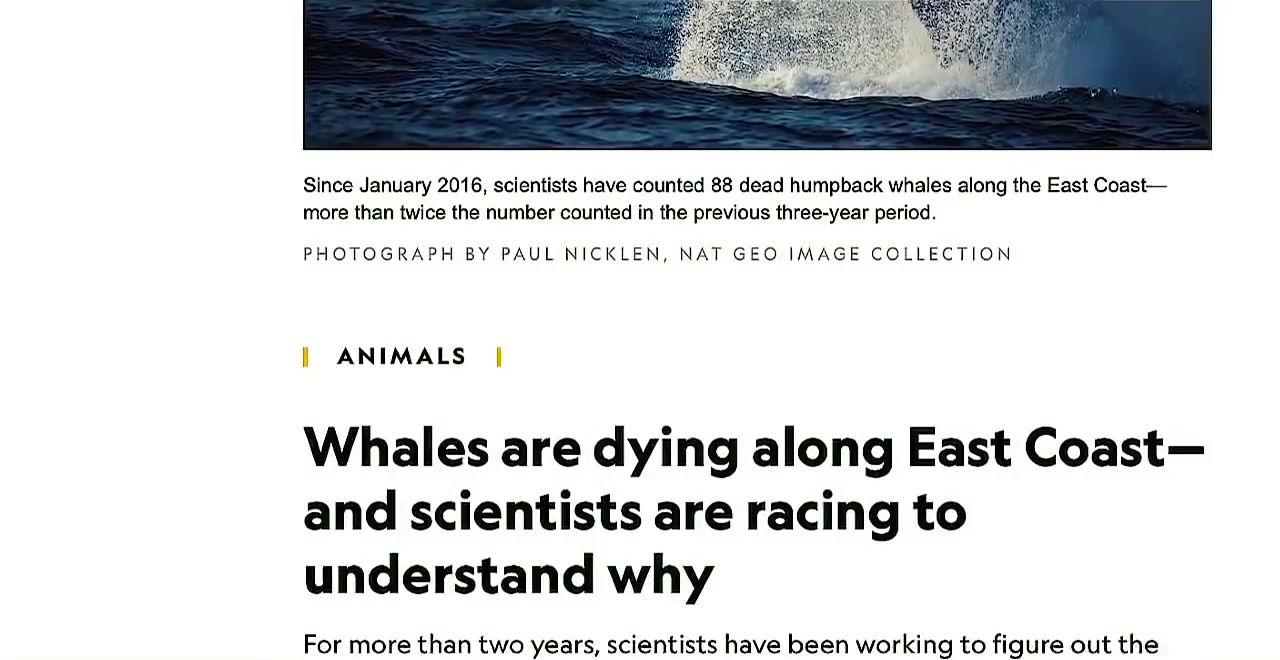 Since January 2016, scientists have counted 88 dead humpback whales along the East Coast—
more than twice the number counted in the previous three-year period.
PHOTOGRAPH BY PAUL NICKLEN, NAT GEO IMAGE COLLECTION
ANIMALS
Whales are dying along East Coast—
and scientists are racing to
understand why
For more than two years, scientists have been working to figure out the